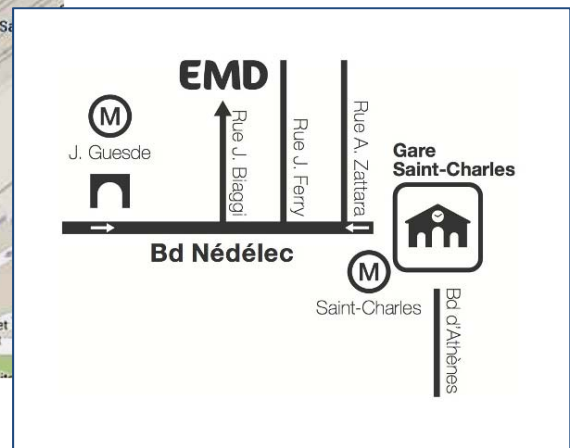 EMD
M
J. Guesde
Rue J. Biaggi
Rue J. Ferry
Rue A. Zattara
Gare
Saint-Charles
Bd Nédélec
M
Saint-Charles
Bd d'Athènes